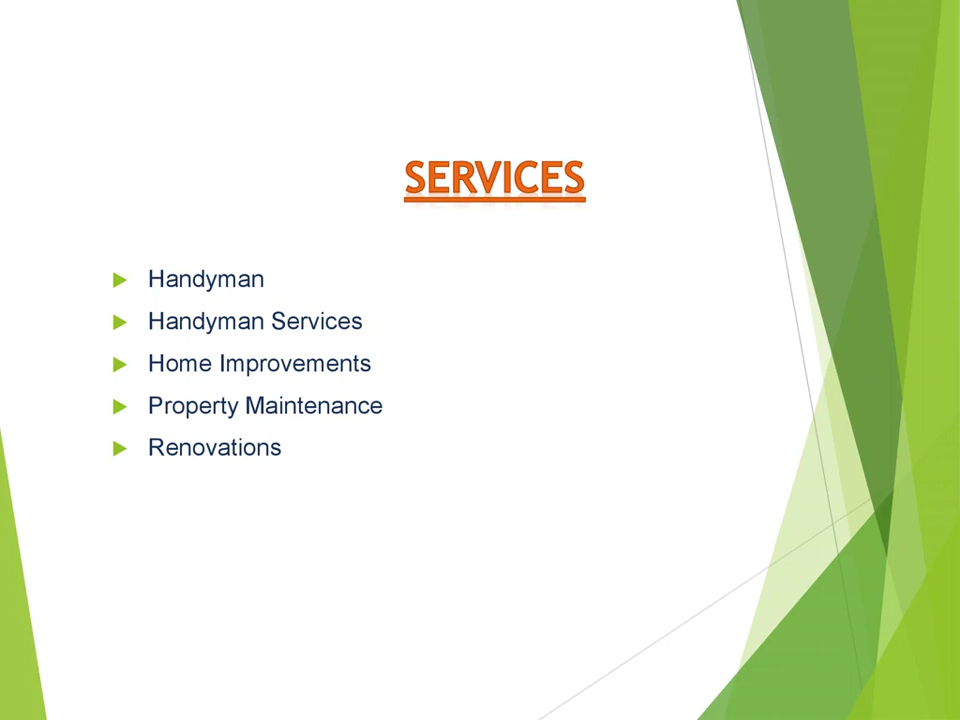 SERVICES
Handyman
Handyman Services
Home Improvements
Property Maintenance
Renovations